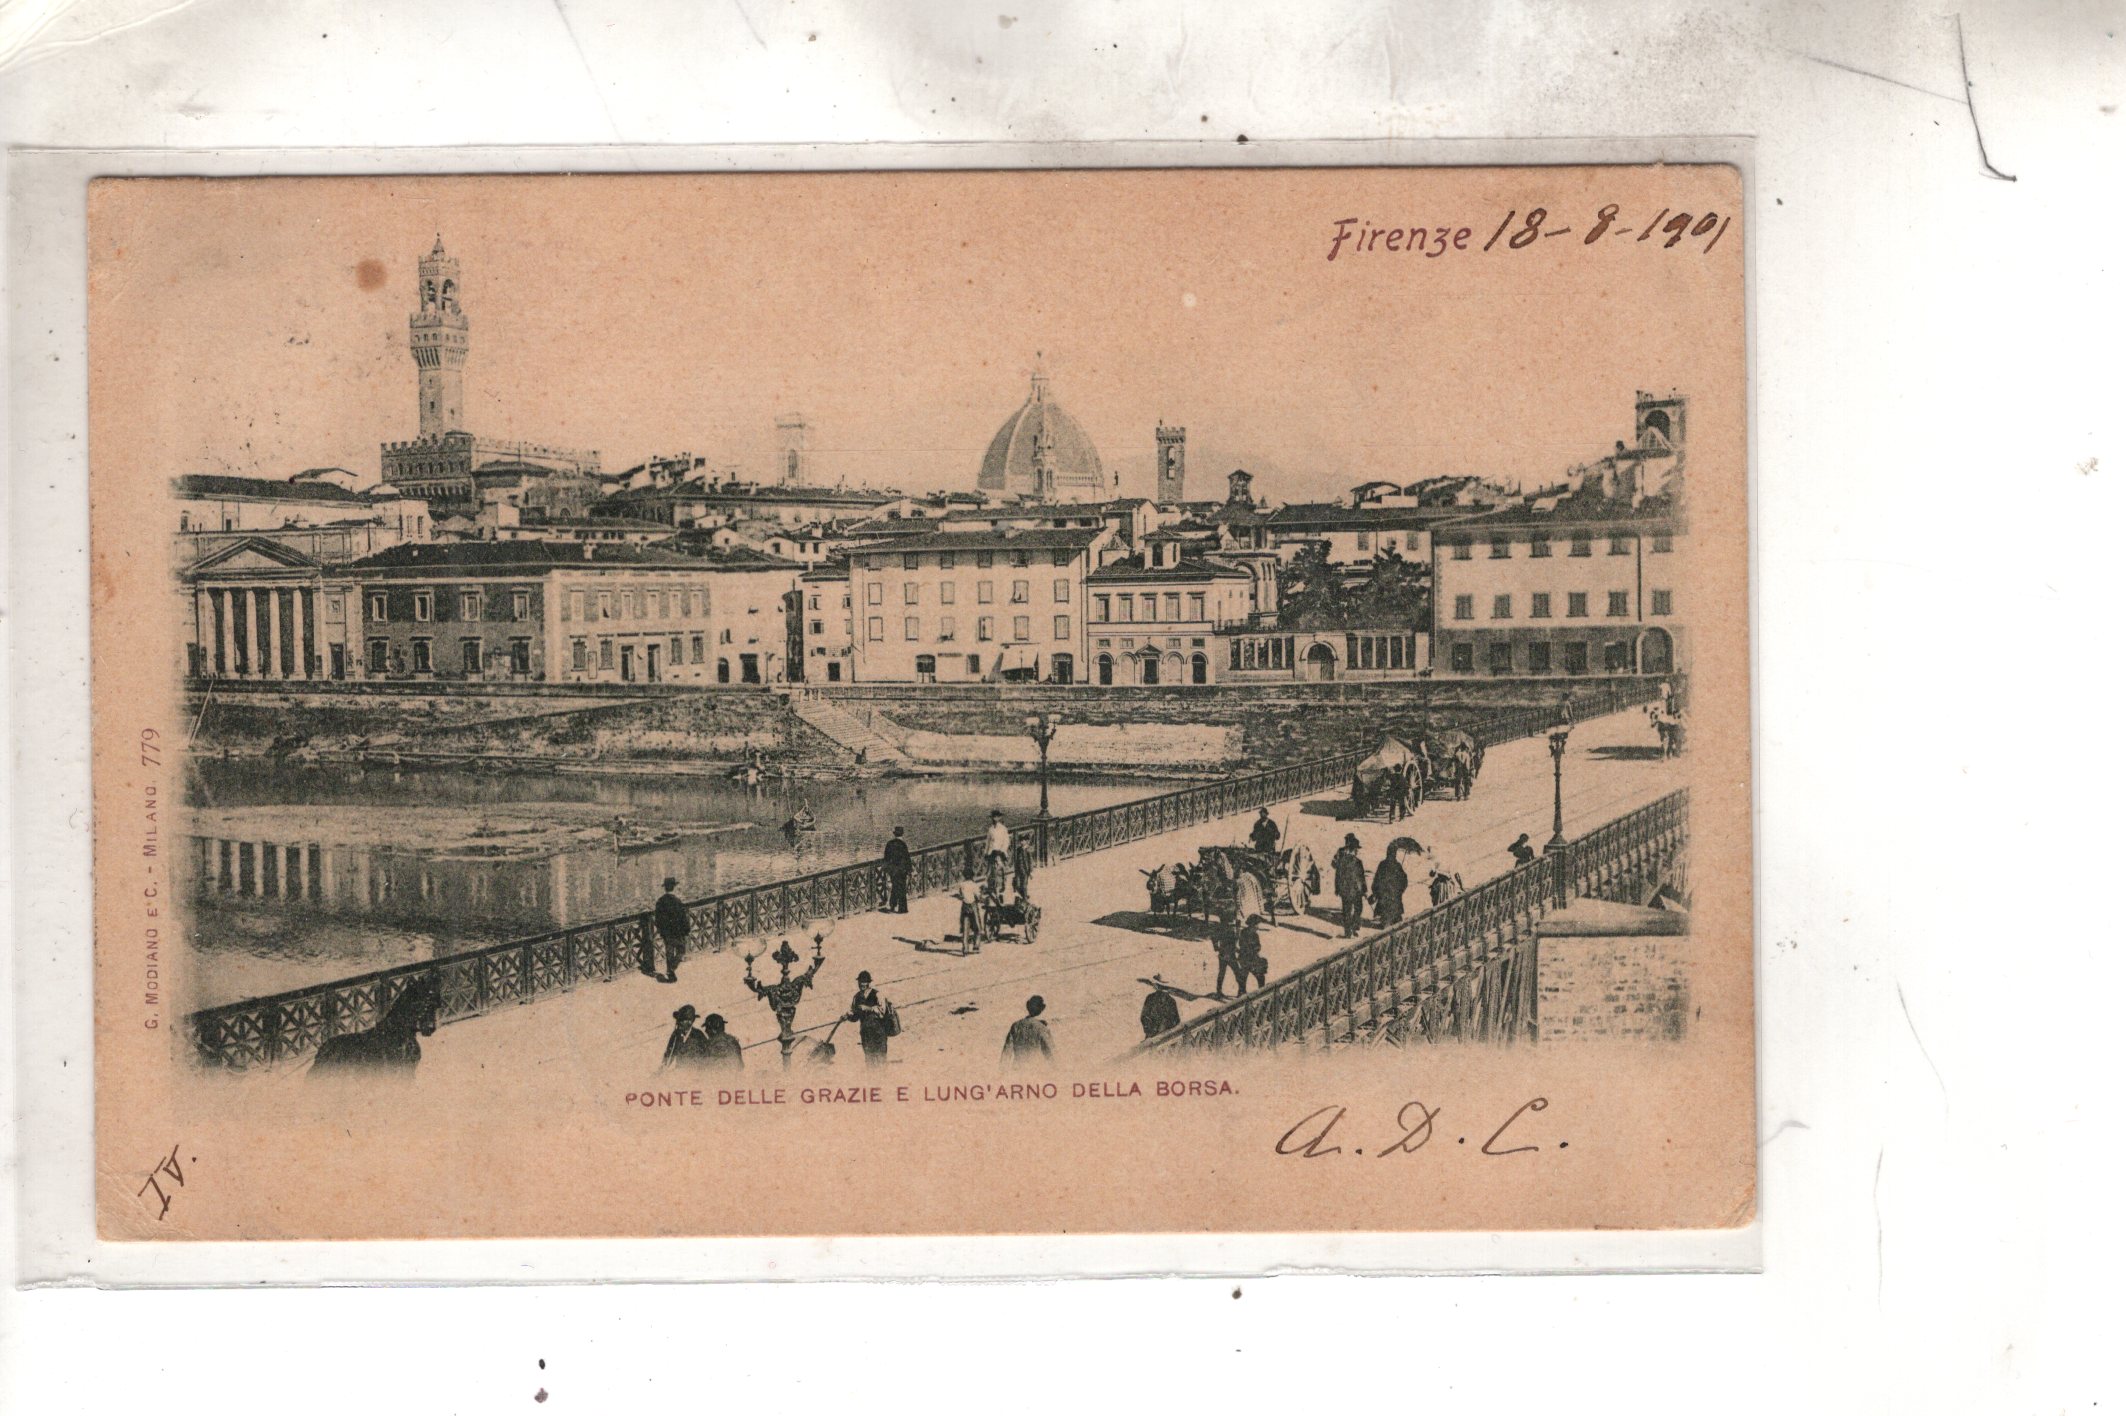 Firenze 18-8-1901
G. MODIANO E C. - MILANO. 779
PONTE DELLE GRAZIE E LUNG'ARNO DELLA BORSA.
A. D. C.
IV.